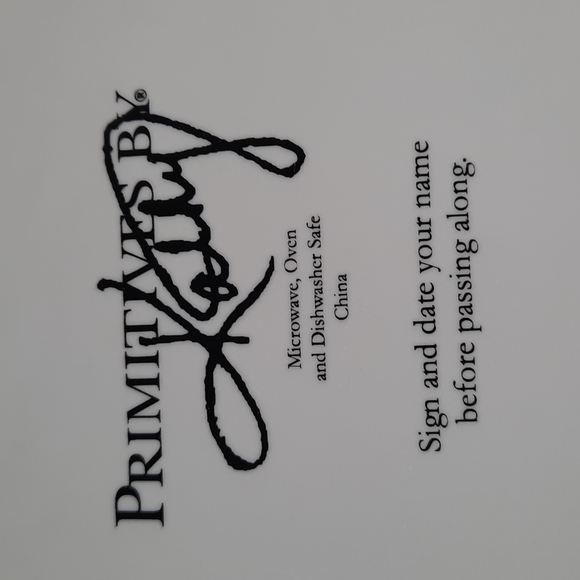 PRIMITIVES BY®
Kathy
Microwave, Oven
and Dishwasher Safe
China
Sign and date your name
before passing along.